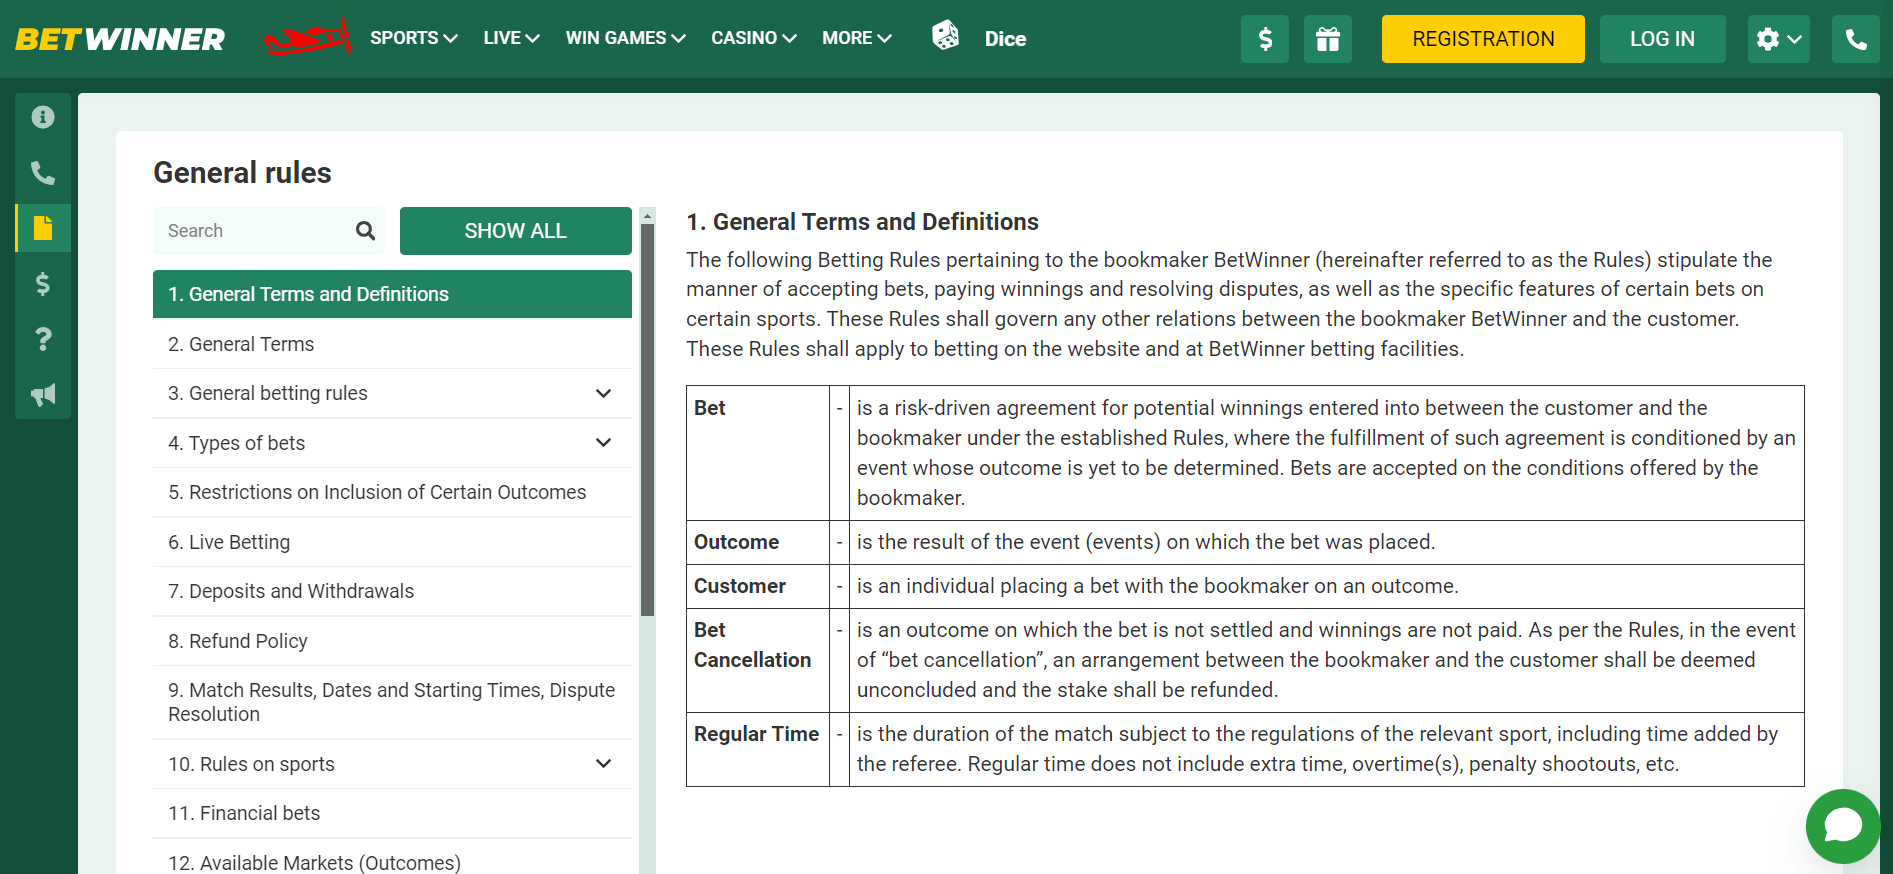 BETWINNER
SPORTS LIVE WIN GAMES CASINO MORE Dice
$ REGISTRATION LOG IN
General rules
Search SHOW ALL
1. General Terms and Definitions
2. General Terms
3. General betting rules
4. Types of bets
5. Restrictions on Inclusion of Certain Outcomes
6. Live Betting
7. Deposits and Withdrawals
8. Refund Policy
9. Match Results, Dates and Starting Times, Dispute
Resolution
10. Rules on sports
11. Financial bets
12. Available Markets (Outcomes)
1. General Terms and Definitions
The following Betting Rules pertaining to the bookmaker BetWinner (hereinafter referred to as the Rules) stipulate the
manner of accepting bets, paying winnings and resolving disputes, as well as the specific features of certain bets on
certain sports. These Rules shall govern any other relations between the bookmaker BetWinner and the customer.
These Rules shall apply to betting on the website and at BetWinner betting facilities.
Bet - is a risk-driven agreement for potential winnings entered into between the customer and the
bookmaker under the established Rules, where the fulfillment of such agreement is conditioned by an
event whose outcome is yet to be determined. Bets are accepted on the conditions offered by the
bookmaker.
Outcome - is the result of the event (events) on which the bet was placed.
Customer - is an individual placing a bet with the bookmaker on an outcome.
Bet
Cancellation - is an outcome on which the bet is not settled and winnings are not paid. As per the Rules, in the event
of “bet cancellation”, an arrangement between the bookmaker and the customer shall be deemed
unconcluded and the stake shall be refunded.
Regular Time - is the duration of the match subject to the regulations of the relevant sport, including time added by
the referee. Regular time does not include extra time, overtime(s), penalty shootouts, etc.